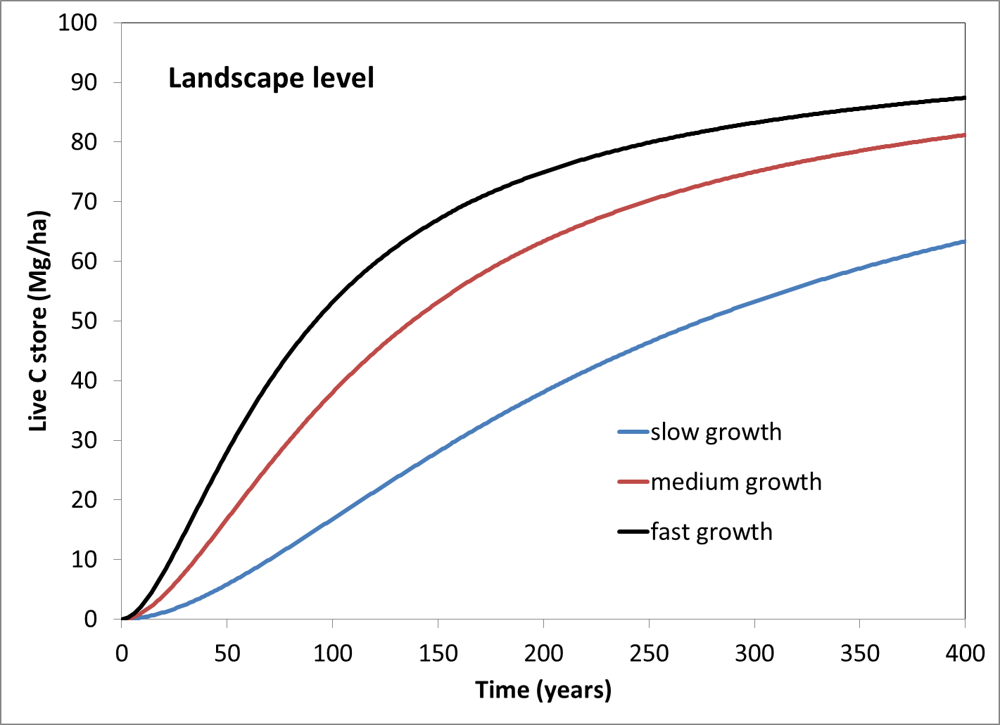 Landscape level
100
90
80
70
60
50
40
30
20
10
0
Live C store (Mg/ha)
slow growth
medium growth
fast growth
0 50 100 150 200 250 300 350 400
Time (years)